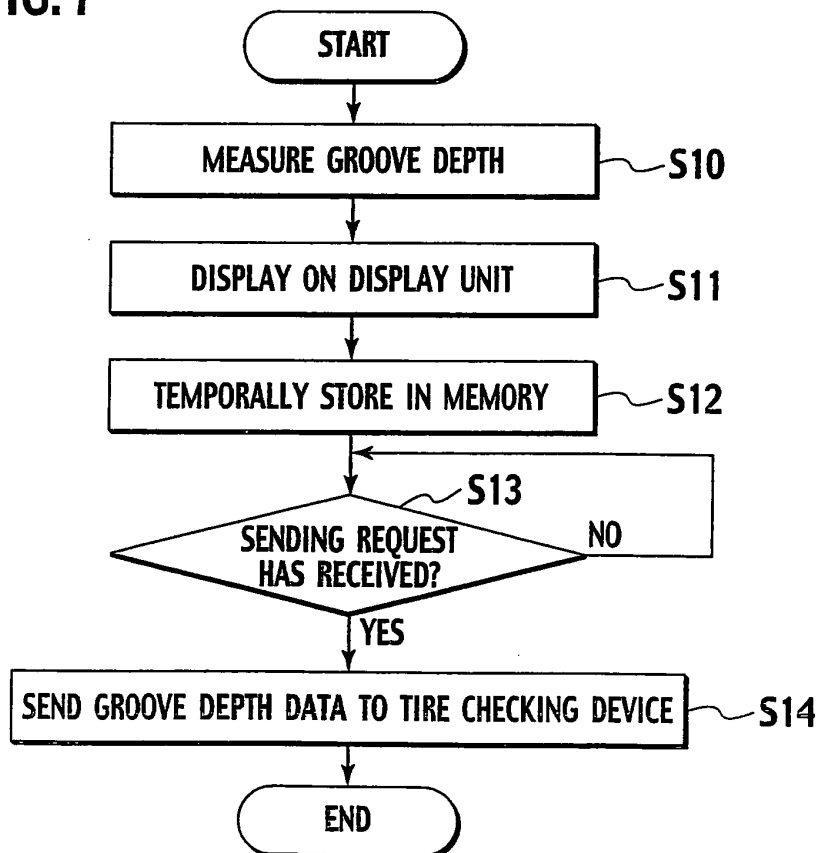 START
MEASURE GROOVE DEPTH
S10
DISPLAY ON DISPLAY UNIT
S11
TEMPORALLY STORE IN MEMORY
S12
S13
SENDING REQUEST
HAS RECEIVED?
NO
YES
SEND GROOVE DEPTH DATA TO TIRE CHECKING DEVICE
S14
END